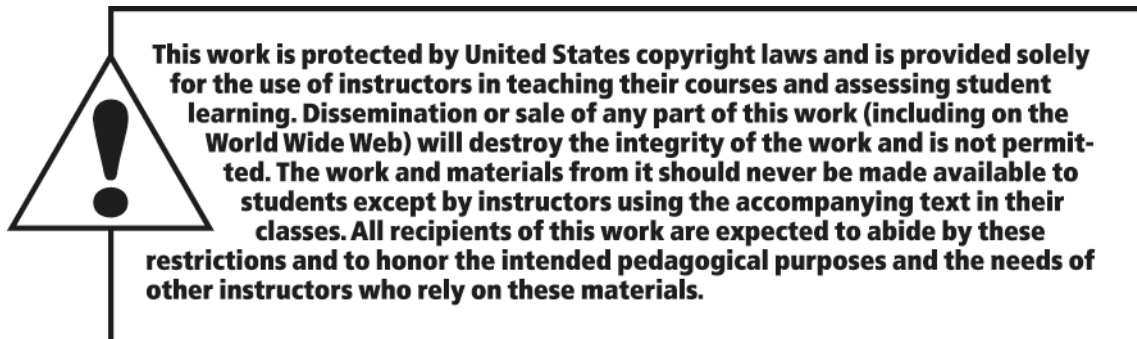 This work is protected by United States copyright laws and is provided solely
for the use of instructors in teaching their courses and assessing student
learning. Dissemination or sale of any part of this work (including on the
World Wide Web) will destroy the integrity of the work and is not permit-
ted. The work and materials from it should never be made available to
students except by instructors using the accompanying text in their
classes. All recipients of this work are expected to abide by these
restrictions and to honor the intended pedagogical purposes and the needs of
other instructors who rely on these materials.